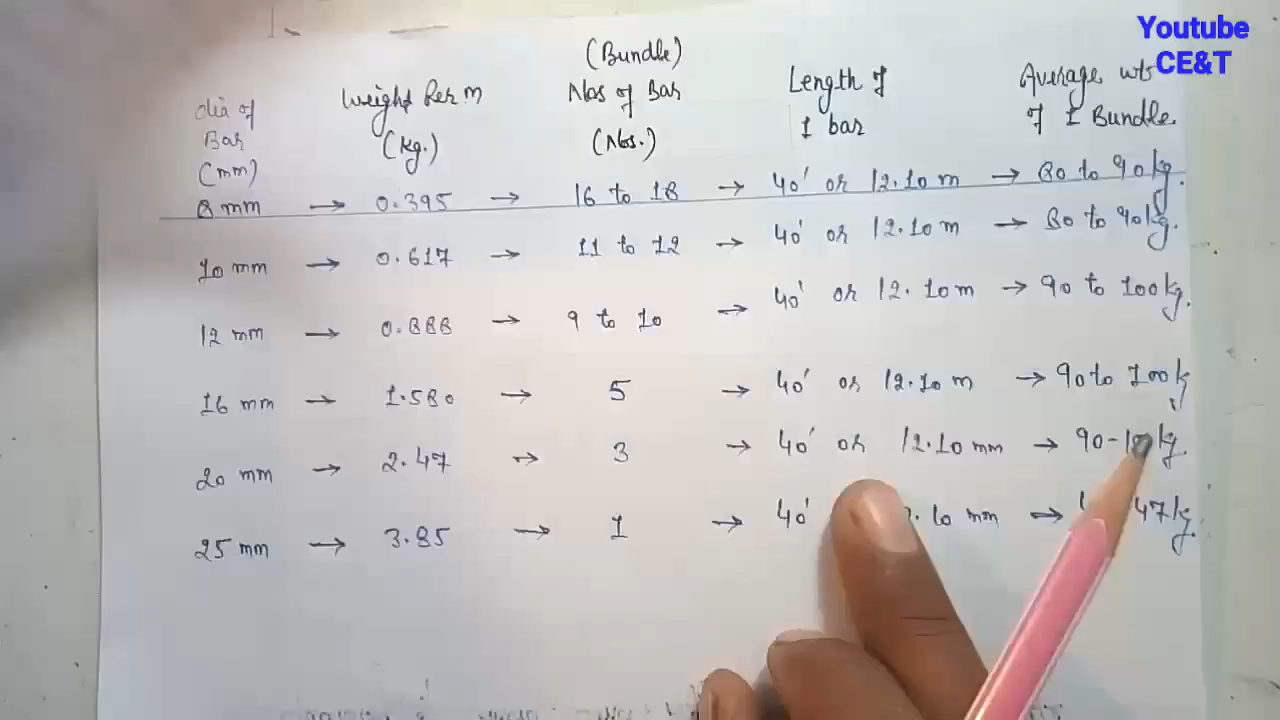 Youtube
CE&T
dia of Bar (mm) Weight Per m (Kg.) (Bundle) Nos of Bar (Nos.) Length of 1 bar Average wt of 1 Bundle.
8 mm → 0.395 → 16 to 18 → 40' or 12.10 m → 80 to 90 kg.
10 mm → 0.617 → 11 to 12 → 40' or 12.10 m → 80 to 90 kg.
12 mm → 0.888 → 9 to 10 → 40' or 12.10 m → 90 to 100 kg.
16 mm → 1.580 → 5 → 40' or 12.10 m → 90 to 100 k
20 mm → 2.47 → 3 → 40' or 12.10 mm → 90- kg.
25 mm → 3.85 → 1 → 40' .10 mm → 47 kg.